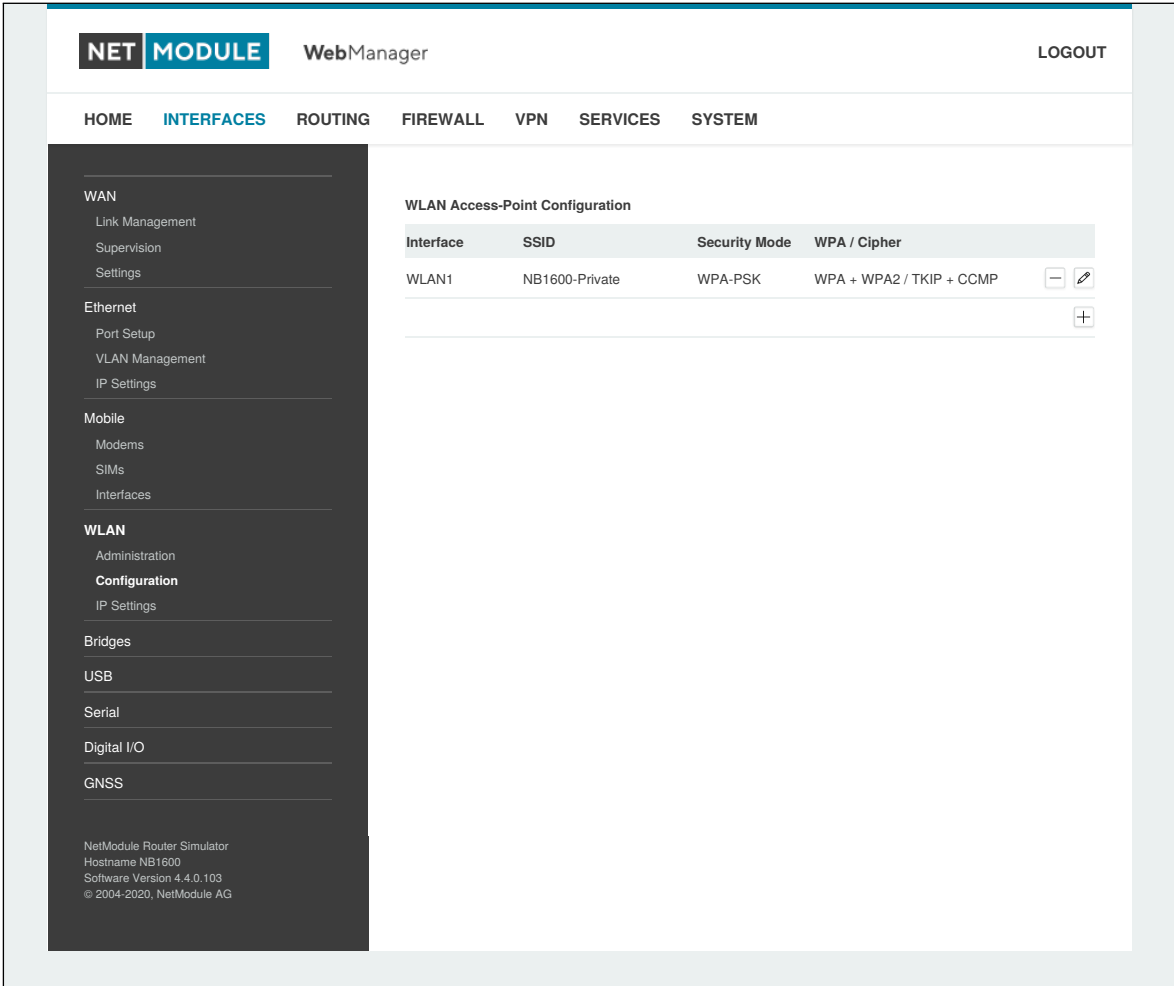 NET MODULE WebManager LOGOUT
HOME INTERFACES ROUTING FIREWALL VPN SERVICES SYSTEM
WAN
Link Management
Supervision
Settings
Ethernet
Port Setup
VLAN Management
IP Settings
Mobile
Modems
SIMs
Interfaces
WLAN
Administration
Configuration
IP Settings
Bridges
USB
Serial
Digital I/O
GNSS
NetModule Router Simulator
Hostname NB1600
Software Version 4.4.0.103
© 2004-2020, NetModule AG
WLAN Access-Point Configuration
Interface SSID Security Mode WPA / Cipher
WLAN1 NB1600-Private WPA-PSK WPA + WPA2 / TKIP + CCMP